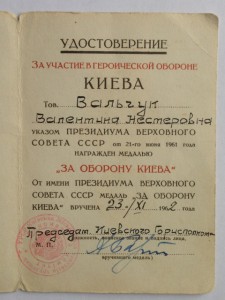 УДОСТОВЕРЕНИЕ
ЗА УЧАСТИЕ В ГЕРОИЧЕСКОЙ ОБОРОНЕ
КИЕВА
Тов. Вальчук
Валентина Нестеровна
УКАЗОМ ПРЕЗИДИУМА ВЕРХОВНОГО
СОВЕТА СССР от 21-го июня 1961 года
НАГРАЖДЕН МЕДАЛЬЮ
„ЗА ОБОРОНУ КИЕВА“
От имени ПРЕЗИДИУМА ВЕРХОВНОГО
СОВЕТА СССР МЕДАЛЬ „ЗА ОБОРОНУ
КИЕВА“ ВРУЧЕНА 23/XI 1962 года
Председат. Киевского Горисполкома
М. П.
вручившего медаль)